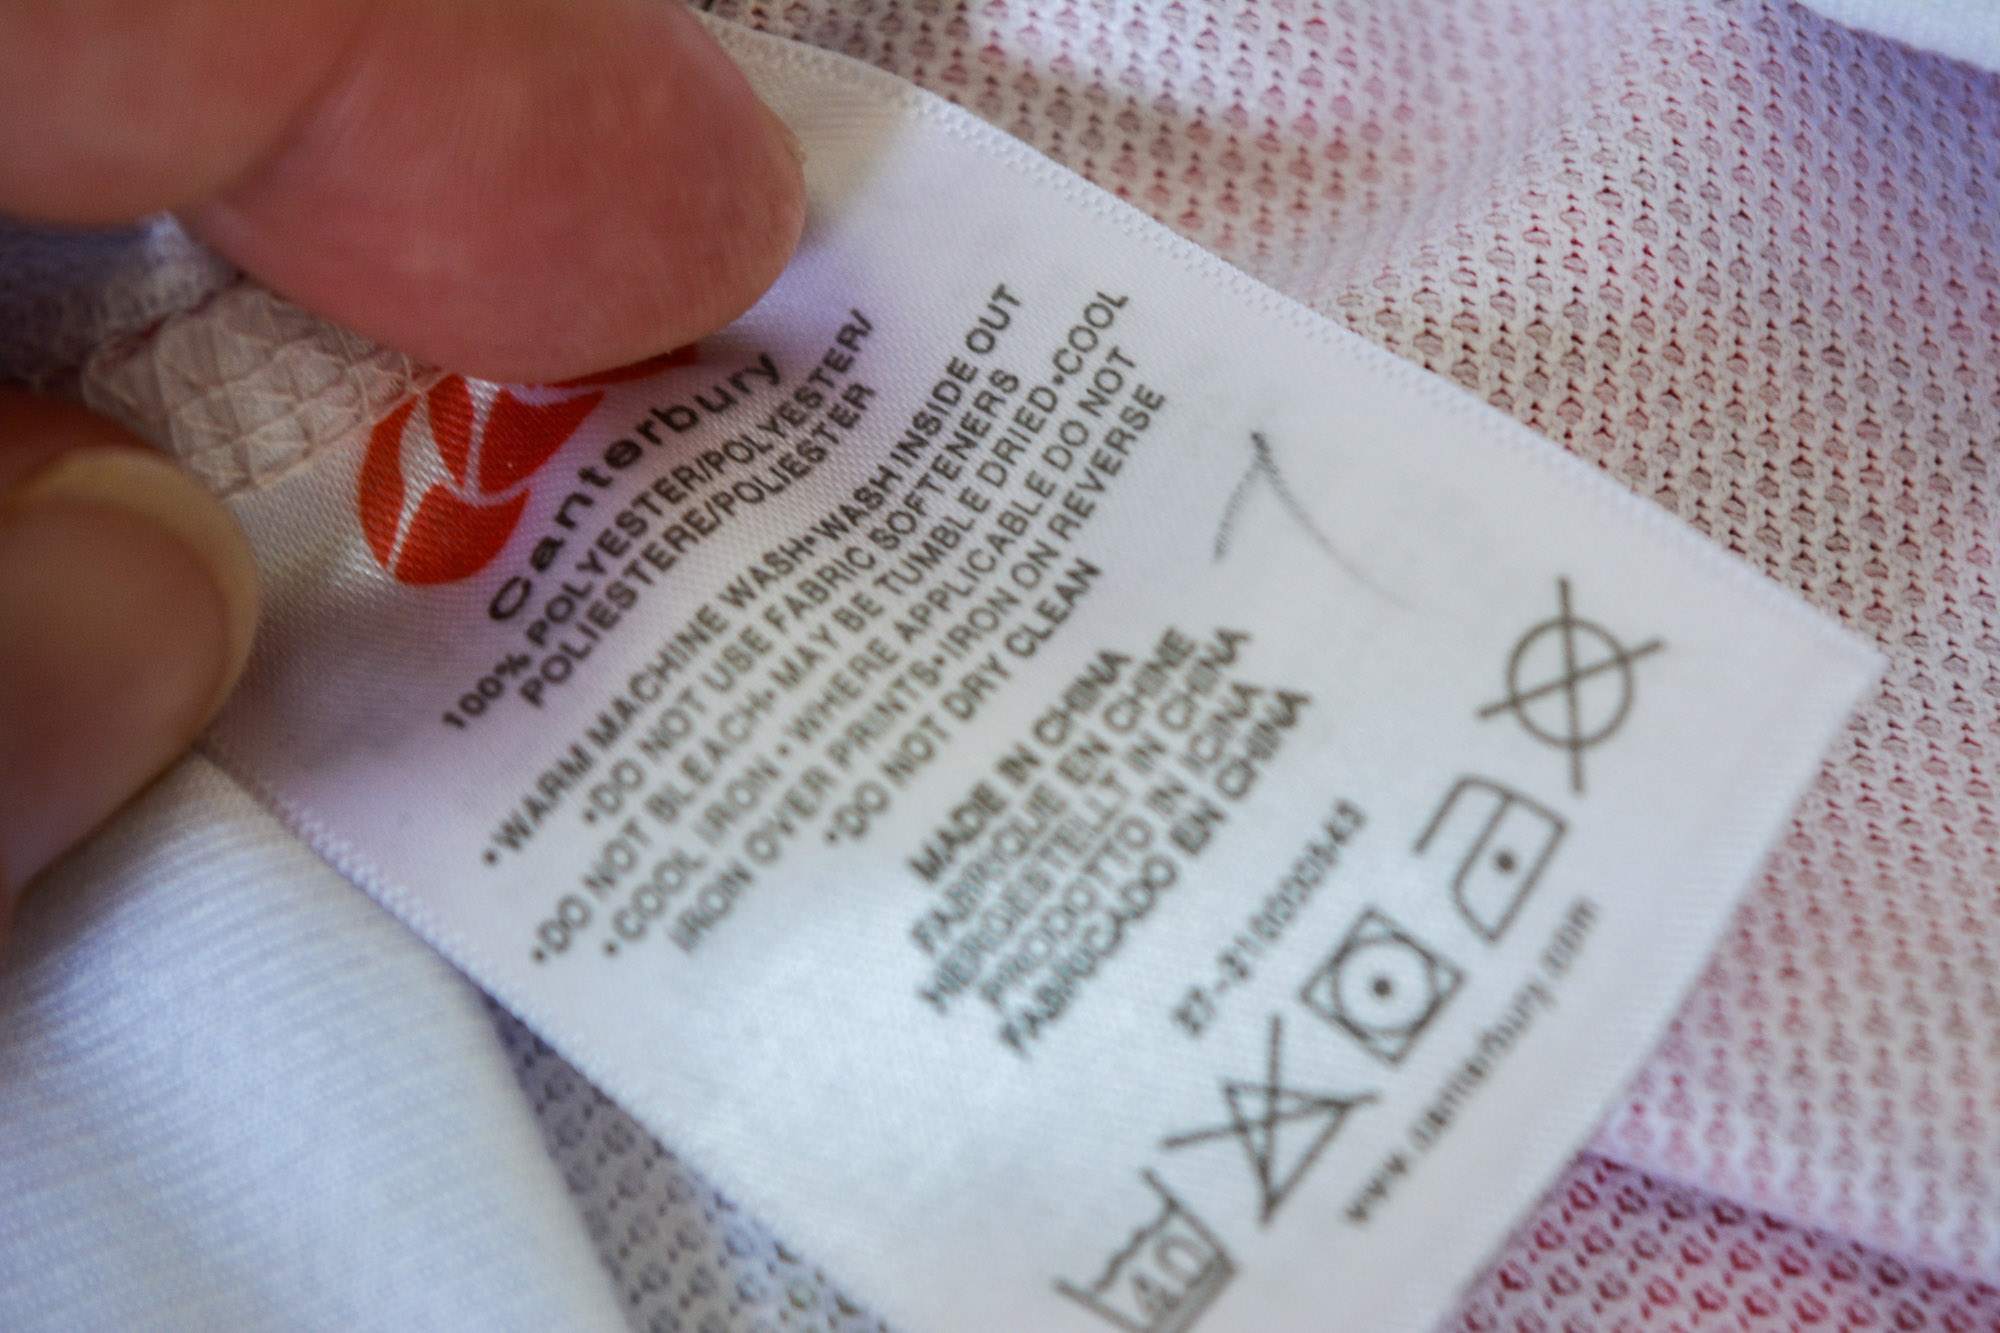 Canterbury
100% POLYESTER/POLYESTER/
POLIESTERE/POLIESTER
•WARM MACHINE WASH•WASH INSIDE OUT
•DO NOT USE FABRIC SOFTENERS
•DO NOT BLEACH• MAY BE TUMBLE DRIED•COOL
•COOL IRON • WHERE APPLICABLE DO NOT
IRON OVER PRINTS• IRON ON REVERSE
•DO NOT DRY CLEAN
MADE IN CHINA
FABRIQUE EN CHINE
HERGESTELLT IN CHINA
PRODOTTO IN ICINA
FABRICADO EN CHINA
40
www.canterbury.com